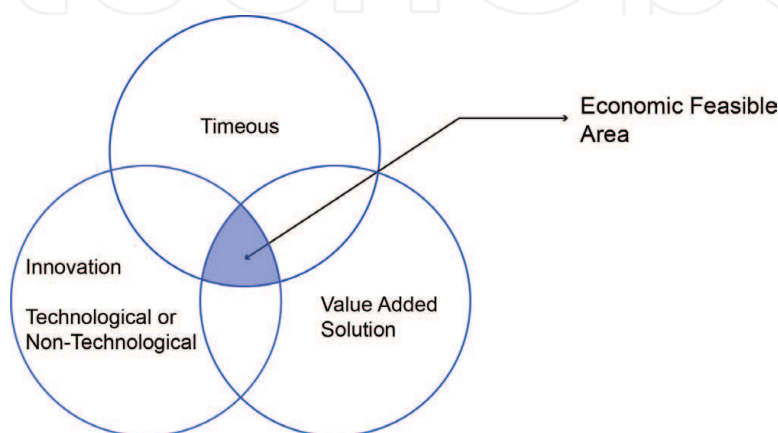 Timeous
Economic Feasible
Area
Innovation
Technological or
Non-Technological
Value Added
Solution